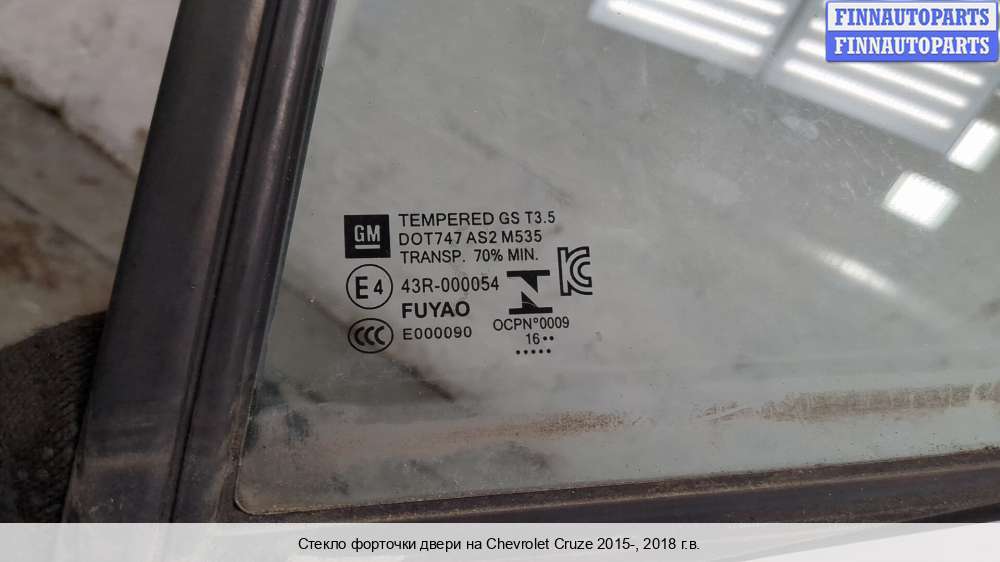 FINNAUTOPARTS
FINNAUTOPARTS
GM
TEMPERED GS T3.5
DOT747 AS2 M535
TRANSP. 70% MIN.
E4
43R-000054
FUYAO
CCC
E000090
KC
OCPN°0009
16••
•••••
Стекло форточки двери на Chevrolet Cruze 2015-, 2018 г.в.